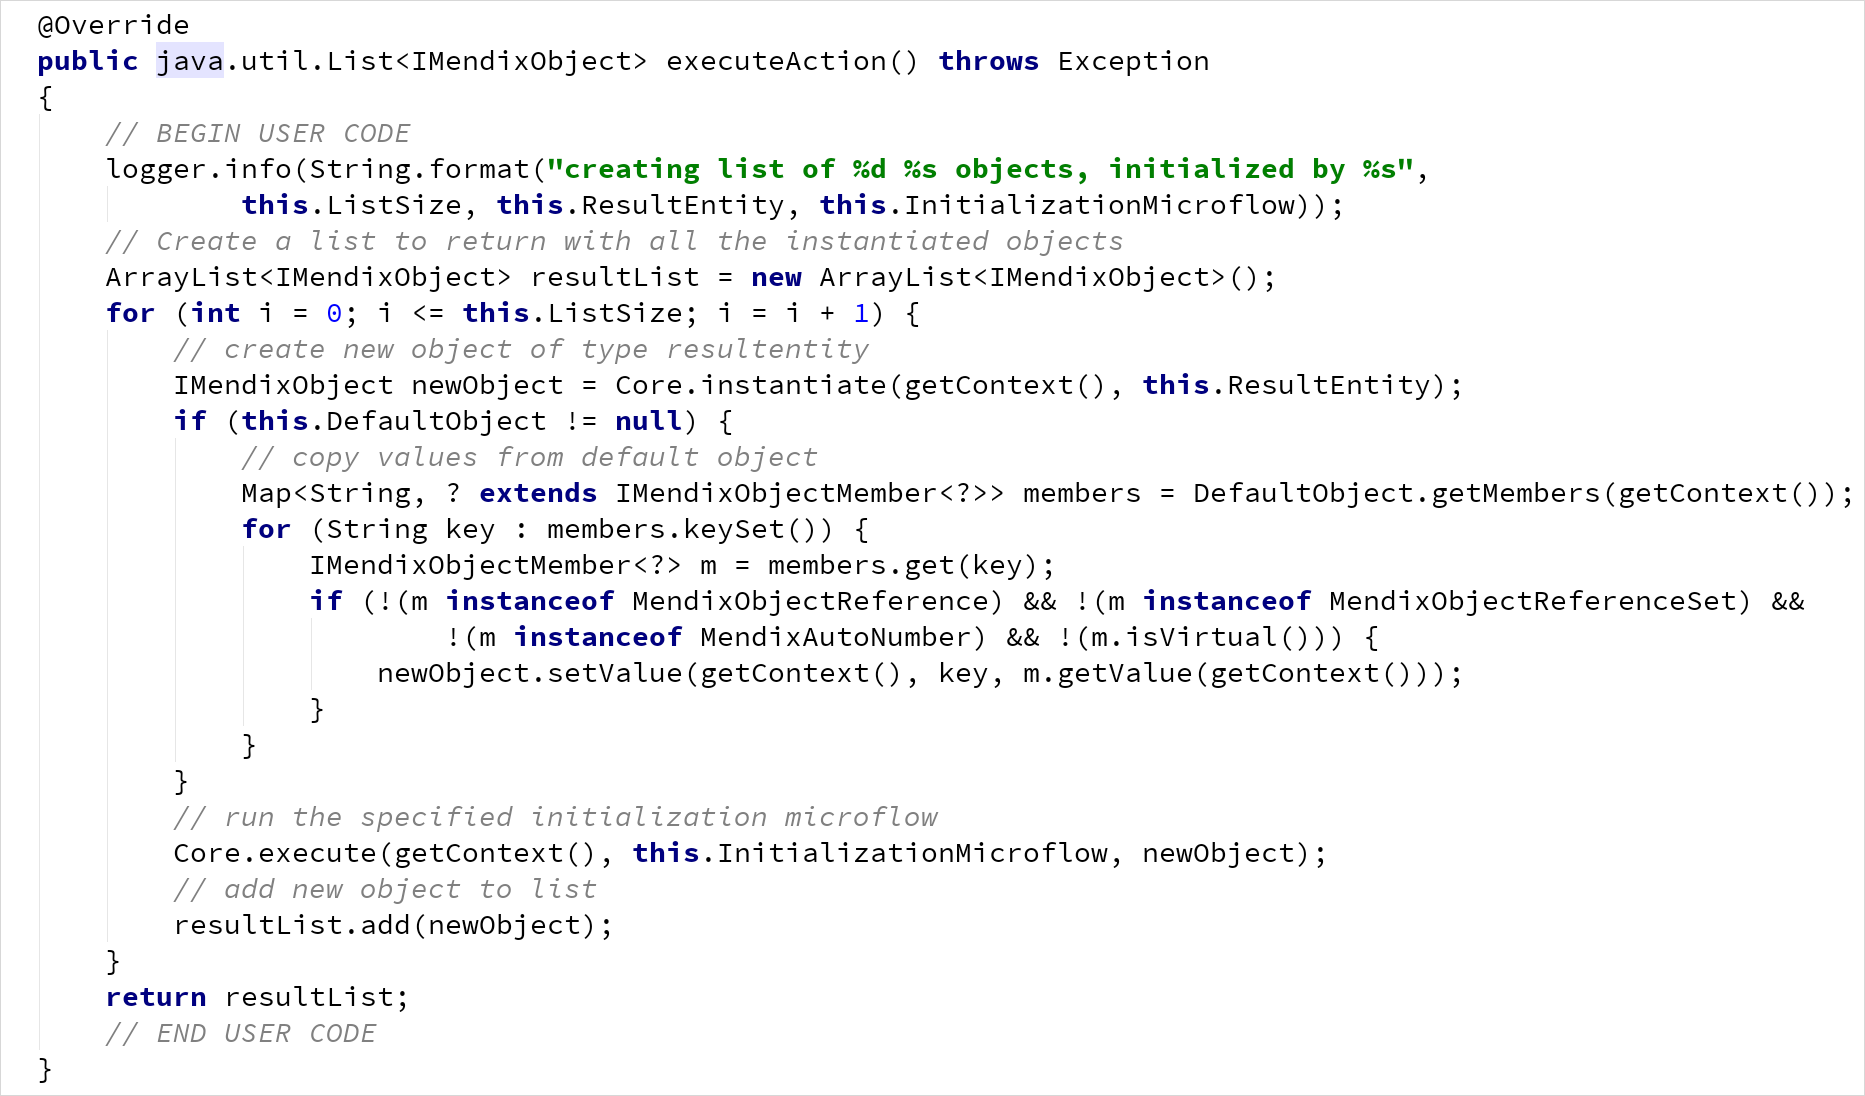 @Override
public java.util.List<IMendixObject> executeAction() throws Exception
{
// BEGIN USER CODE
logger.info(String.format("creating list of %d %s objects, initialized by %s",
this.ListSize, this.ResultEntity, this.InitializationMicroflow));
// Create a list to return with all the instantiated objects
ArrayList<IMendixObject> resultList = new ArrayList<IMendixObject>();
for (int i = 0; i <= this.ListSize; i = i + 1) {
// create new object of type resultentity
IMendixObject newObject = Core.instantiate(getContext(), this.ResultEntity);
if (this.DefaultObject != null) {
// copy values from default object
Map<String, ? extends IMendixObjectMember<?>> members = DefaultObject.getMembers(getContext());
for (String key : members.keySet()) {
IMendixObjectMember<?> m = members.get(key);
if (!(m instanceof MendixObjectReference) && !(m instanceof MendixObjectReferenceSet) &&
!(m instanceof MendixAutoNumber) && !(m.isVirtual())) {
newObject.setValue(getContext(), key, m.getValue(getContext()));
}
}
}
// run the specified initialization microflow
Core.execute(getContext(), this.InitializationMicroflow, newObject);
// add new object to list
resultList.add(newObject);
}
return resultList;
// END USER CODE
}